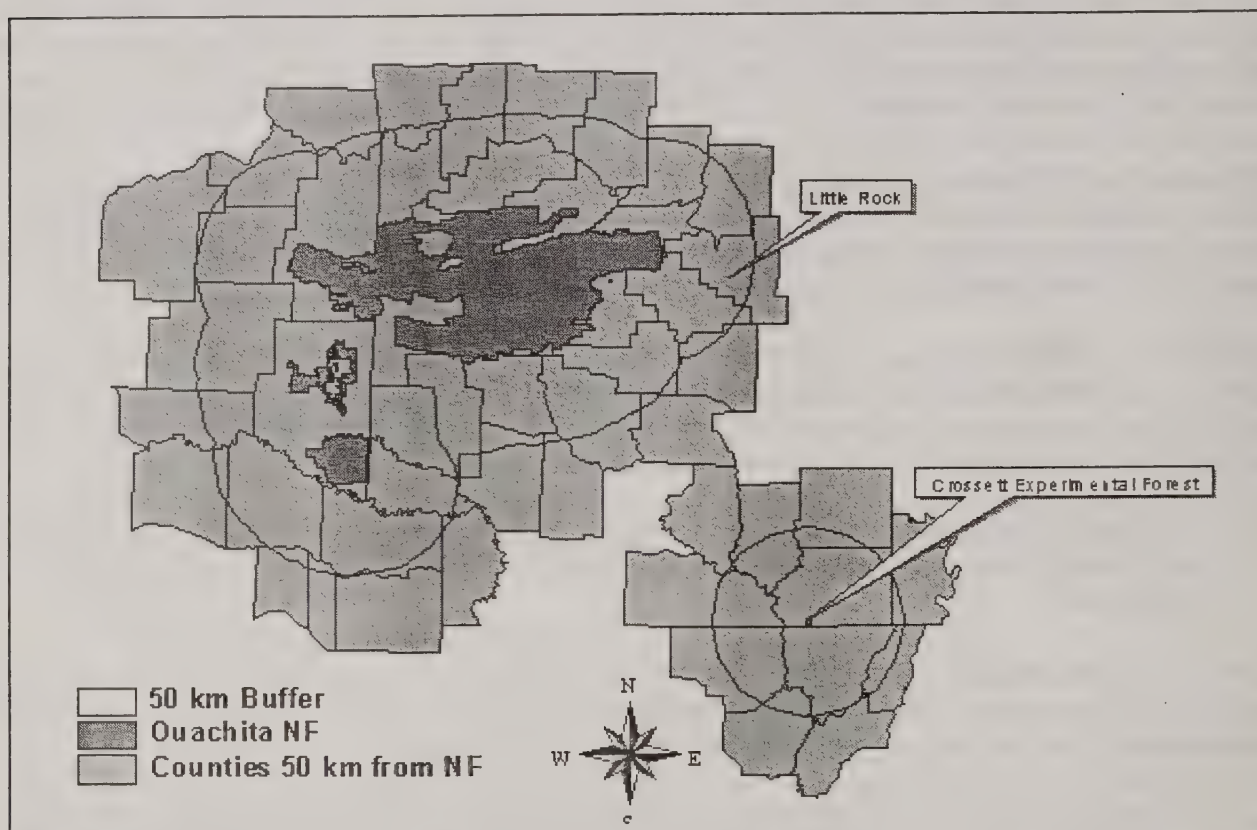 Little Rock
Crossett Experimental Forest
50 km Buffer
Ouachita NF
Counties 50 km from NF
N
W E